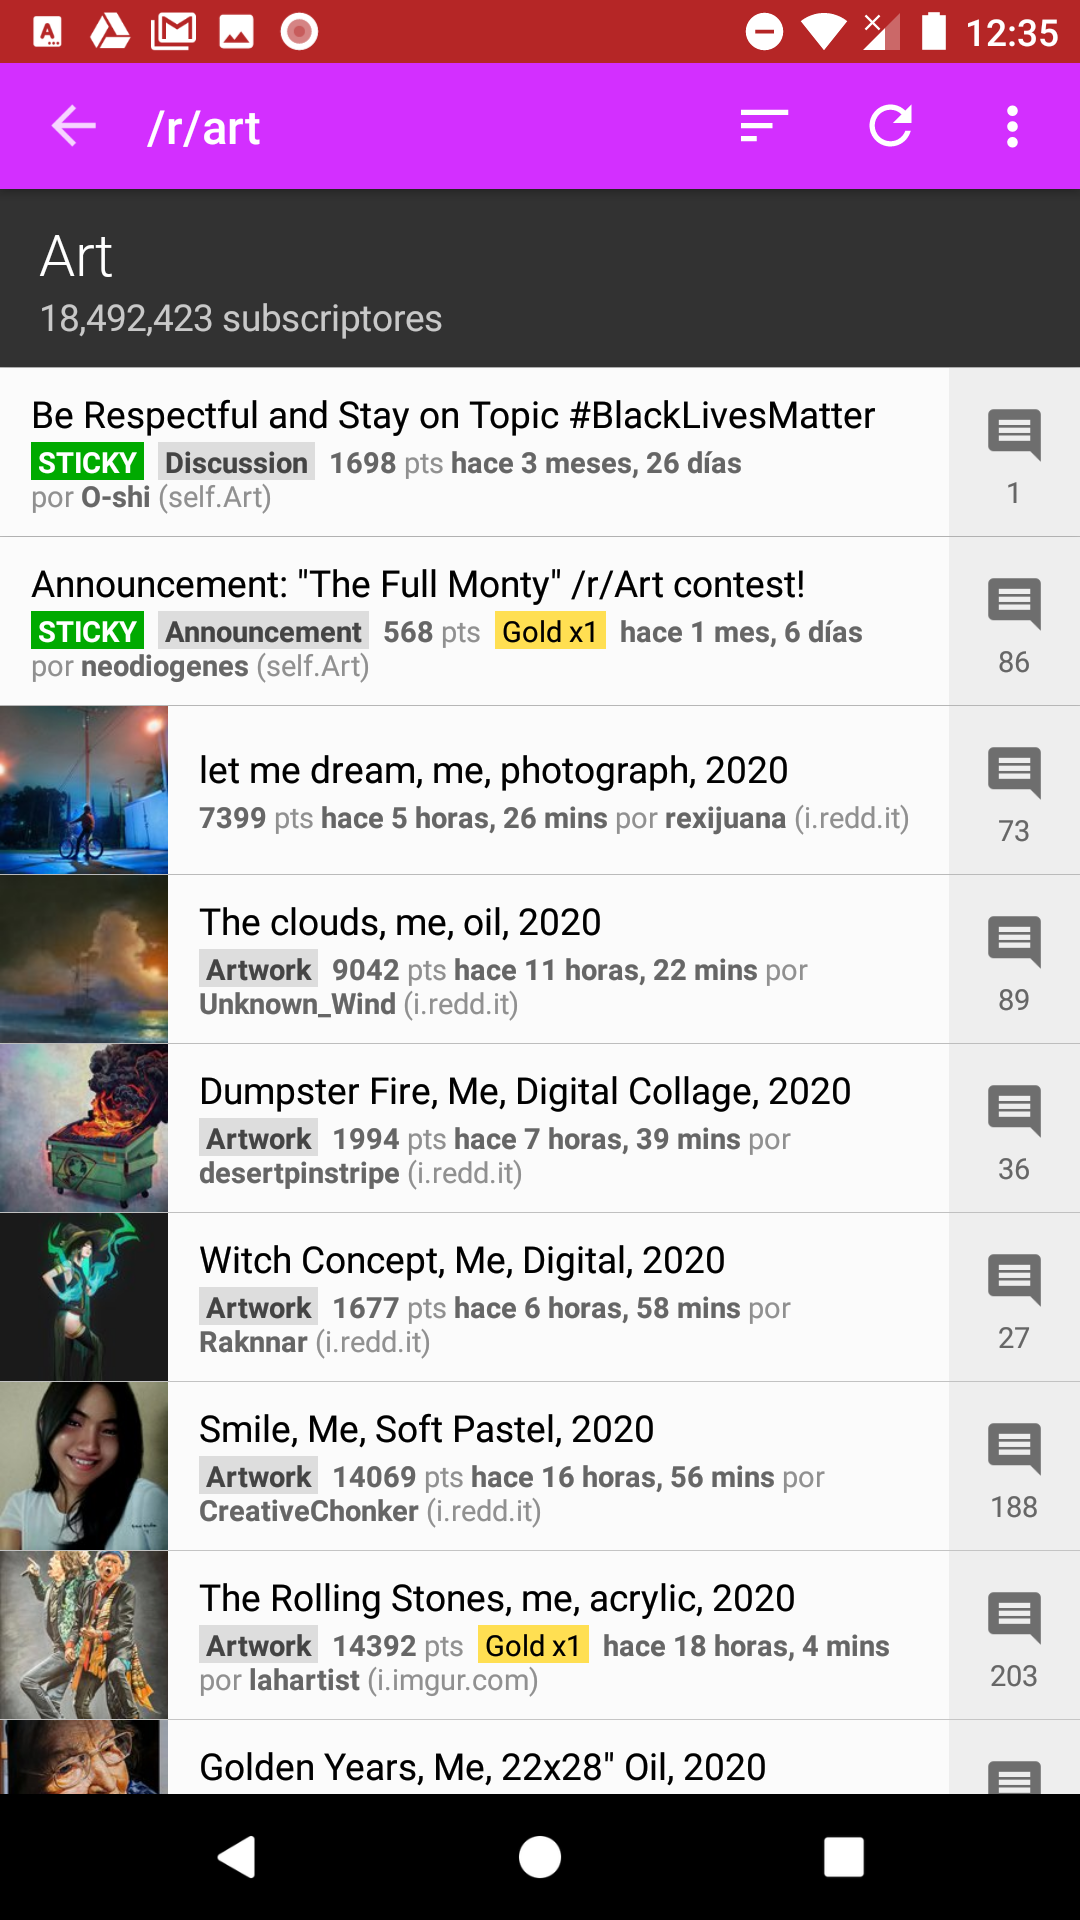 12:35
/r/art
Art
18,492,423 subscriptores
Be Respectful and Stay on Topic #BlackLivesMatter
STICKY Discussion 1698 pts hace 3 meses, 26 días
por O-shi (self.Art)
1
Announcement: "The Full Monty" /r/Art contest!
STICKY Announcement 568 pts Gold x1 hace 1 mes, 6 días
por neodiogenes (self.Art)
86
let me dream, me, photograph, 2020
7399 pts hace 5 horas, 26 mins por rexijuana (i.redd.it)
73
The clouds, me, oil, 2020
Artwork 9042 pts hace 11 horas, 22 mins por
Unknown_Wind (i.redd.it)
89
Dumpster Fire, Me, Digital Collage, 2020
Artwork 1994 pts hace 7 horas, 39 mins por
desertpinstripe (i.redd.it)
36
Witch Concept, Me, Digital, 2020
Artwork 1677 pts hace 6 horas, 58 mins por
Raknnar (i.redd.it)
27
Smile, Me, Soft Pastel, 2020
Artwork 14069 pts hace 16 horas, 56 mins por
CreativeChonker (i.redd.it)
188
The Rolling Stones, me, acrylic, 2020
Artwork 14392 pts Gold x1 hace 18 horas, 4 mins
por lahartist (i.imgur.com)
203
Golden Years, Me, 22x28" Oil, 2020